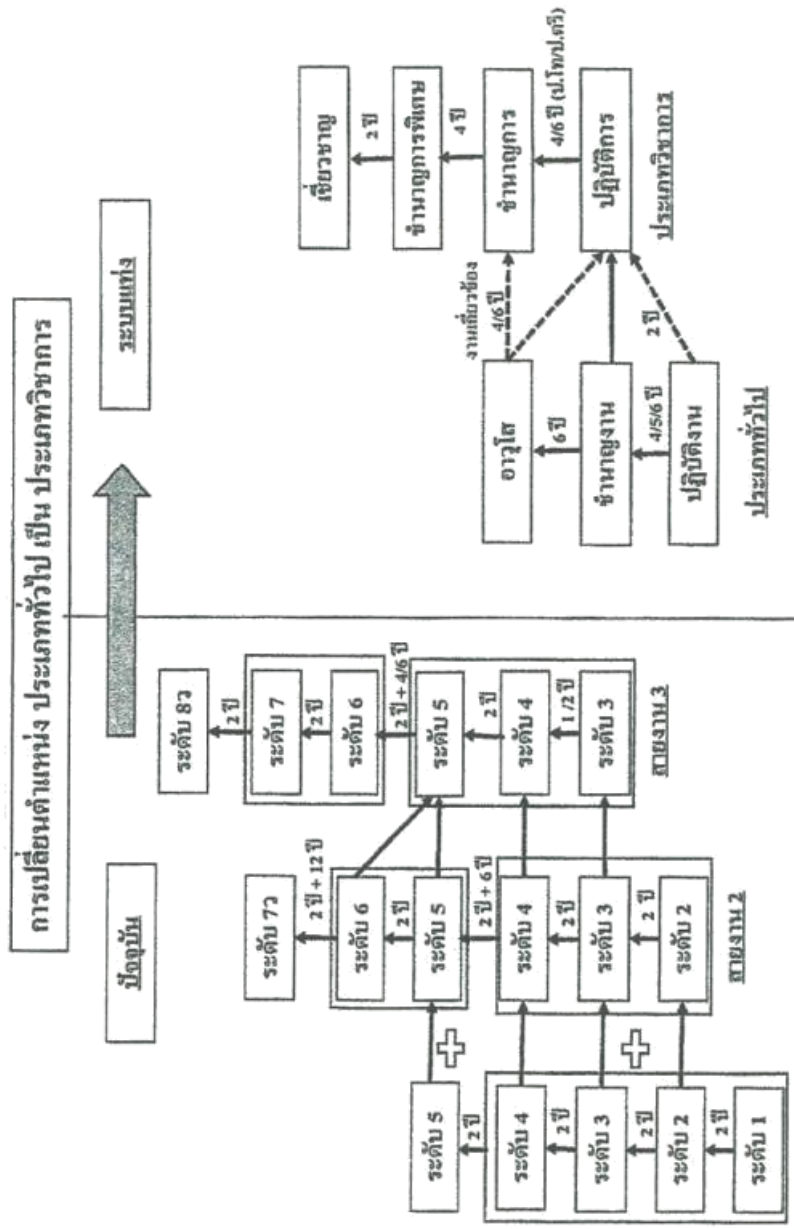 การเปลี่ยนตำแหน่ง ประเภททั่วไป เป็น ประเภทวิชาการ
ปัจจุบัน
ระบบแท่ง
ระดับ 5
2 ปี
ระดับ 4
2 ปี
ระดับ 3
2 ปี
ระดับ 2
2 ปี
ระดับ 1
ระดับ 7ว
2 ปี + 12 ปี
ระดับ 6
2 ปี
ระดับ 5
2 ปี + 6 ปี
ระดับ 4
2 ปี
ระดับ 3
2 ปี
ระดับ 2
สายงาน 2
ระดับ 8ว
2 ปี
ระดับ 7
2 ปี
ระดับ 6
2 ปี + 4/6 ปี
ระดับ 5
2 ปี
ระดับ 4
1 /2 ปี
ระดับ 3
สายงาน 3
อาวุโส
6 ปี
ชำนาญงาน
4/5/6 ปี
ปฏิบัติงาน
ประเภททั่วไป
งานเกี่ยวข้อง
4/6 ปี
2 ปี
เชี่ยวชาญ
2 ปี
ชำนาญการพิเศษ
4 ปี
ชำนาญการ
4/6 ปี (ป.โท/ป.ตรี)
ปฏิบัติการ
ประเภทวิชาการ